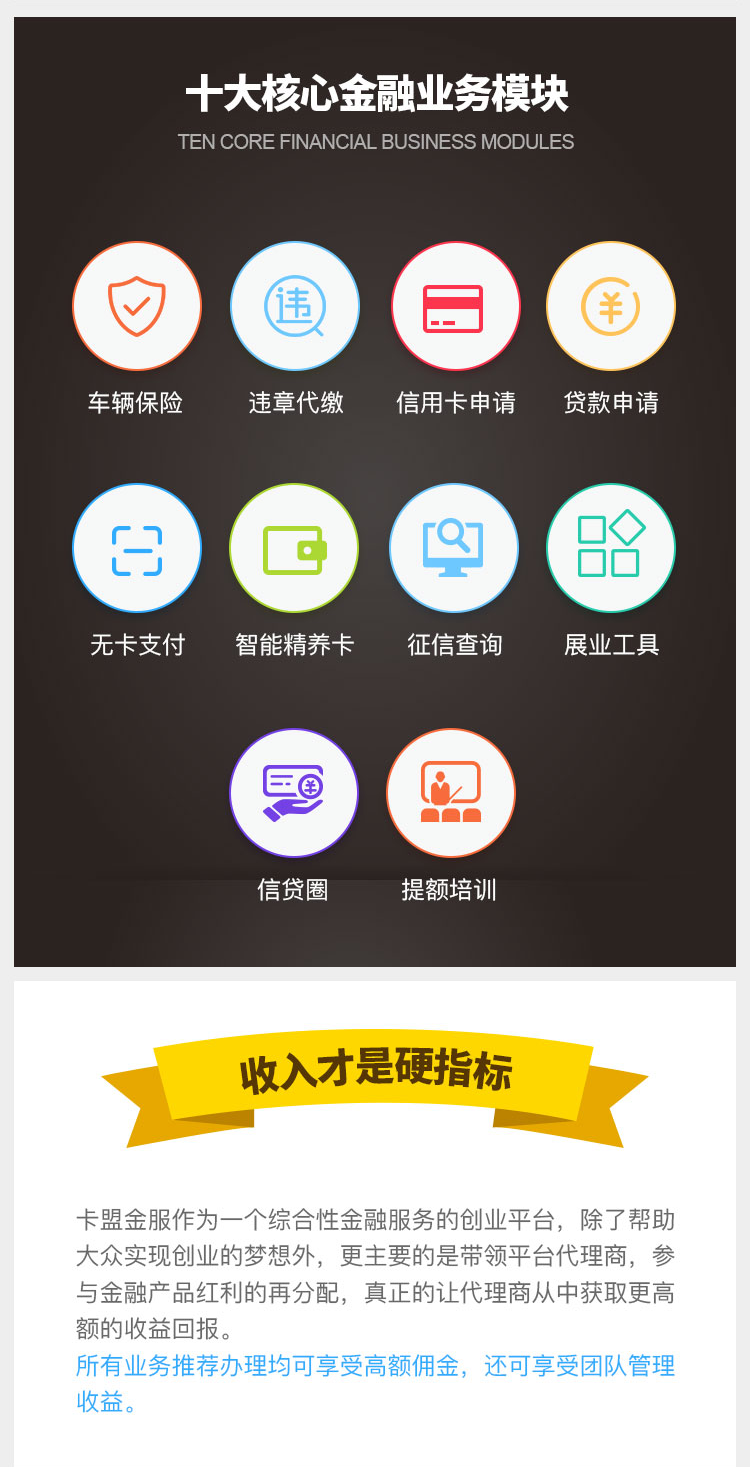 十大核心金融业务模块
TEN CORE FINANCIAL BUSINESS MODULES
违
¥
车辆保险 违章代缴 信用卡申请 贷款申请
无卡支付 智能精养卡 征信查询 展业工具
¥
信贷圈 提额培训
收入才是硬指标
卡盟金服作为一个综合性金融服务的创业平台，除了帮助
大众实现创业的梦想外，更主要的是带领平台代理商，参
与金融产品红利的再分配，真正的让代理商从中获取更高
额的收益回报。
所有业务推荐办理均可享受高额佣金，还可享受团队管理
收益。